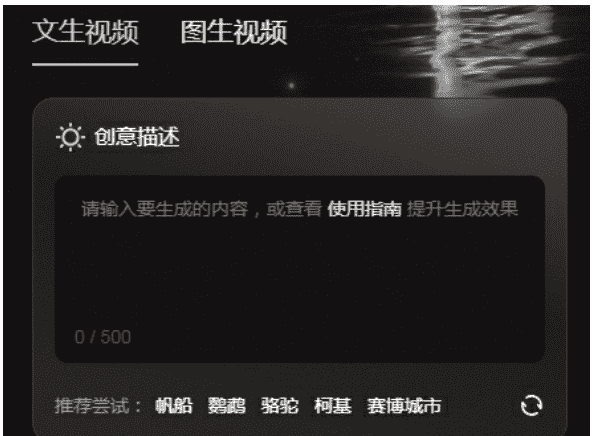 文生视频 图生视频
创意描述
请输入要生成的内容，或查看 使用指南 提升生成效果
0 / 500
推荐尝试： 帆船 鹦鹉 骆驼 柯基 赛博城市